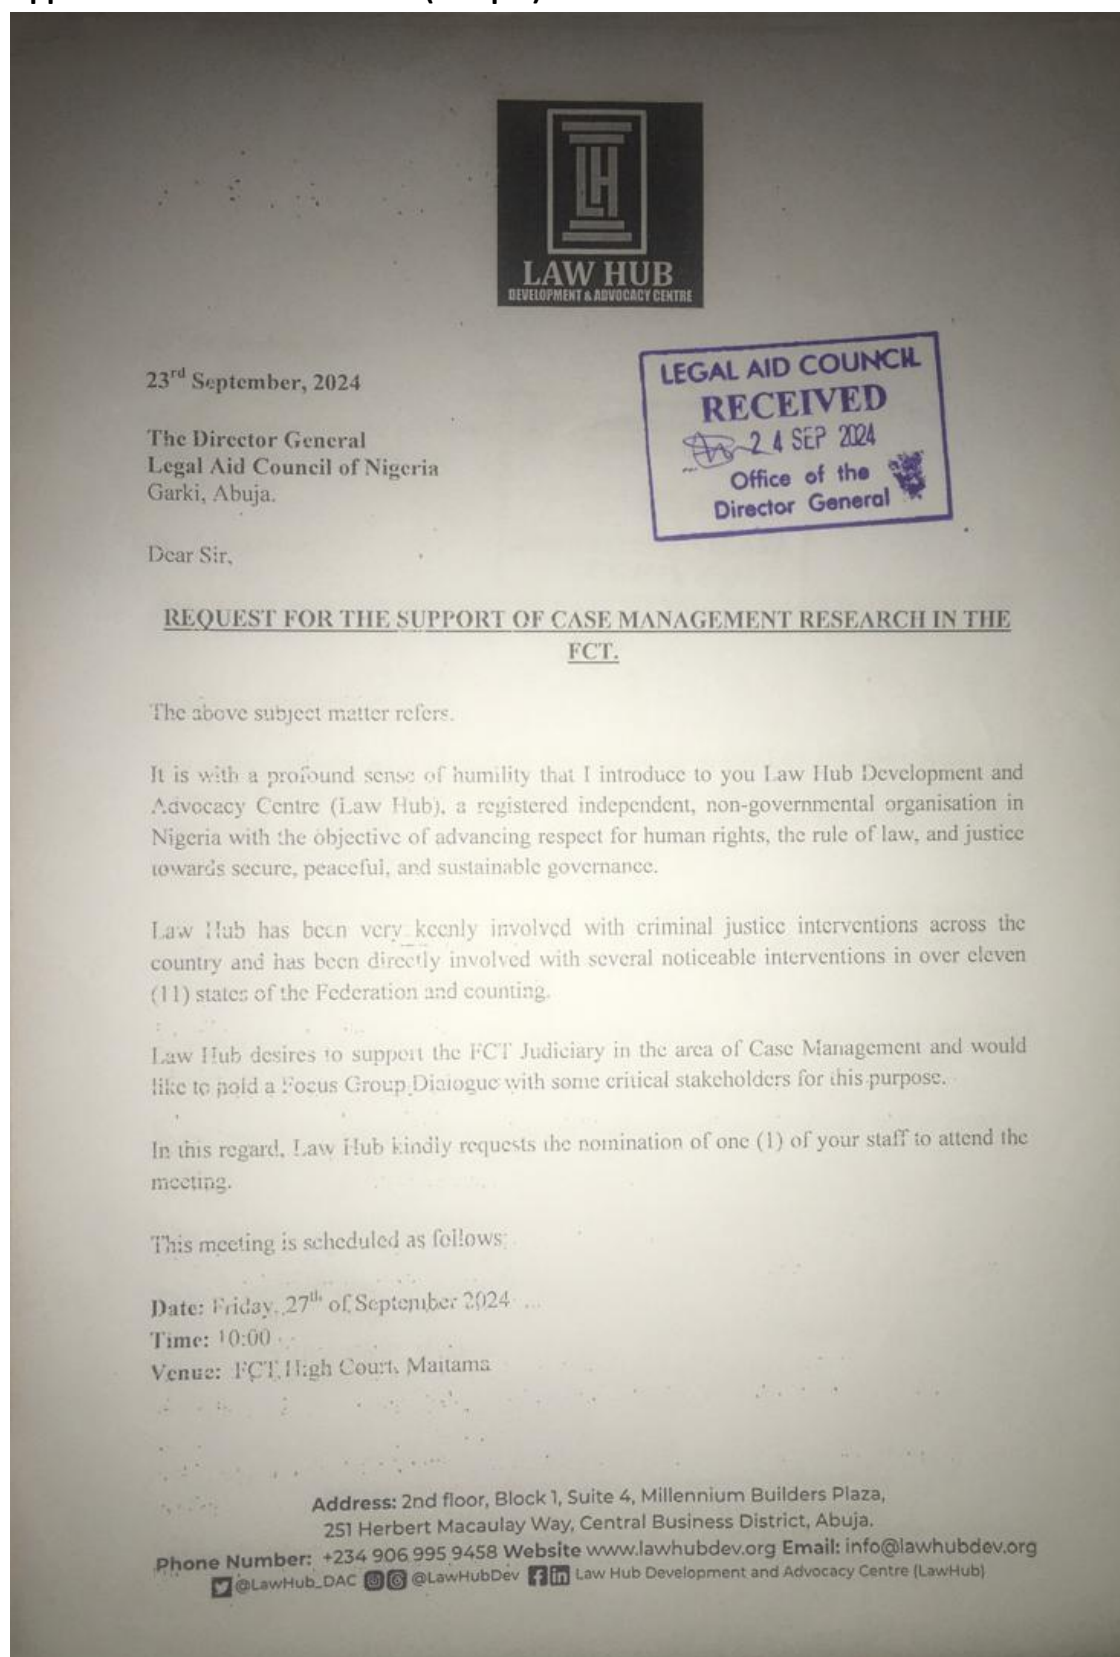 LH
LAW HUB
DEVELOPMENT & ADVOCACY CENTRE
23rd September, 2024
LEGAL AID COUNCIL
RECEIVED
24 SEP 2024
Office of the
Director General
The Director General
Legal Aid Council of Nigeria
Garki, Abuja.
Dear Sir,
REQUEST FOR THE SUPPORT OF CASE MANAGEMENT RESEARCH IN THE
FCT.
The above subject matter refers.
It is with a profound sense of humility that I introduce to you Law Hub Development and
Advocacy Centre (Law Hub), a registered independent, non-governmental organisation in
Nigeria with the objective of advancing respect for human rights, the rule of law, and justice
towards secure, peaceful, and sustainable governance.
Law Hub has been very keenly involved with criminal justice interventions across the
country and has been directly involved with several noticeable interventions in over eleven
(11) states of the Federation and counting.
Law Hub desires to support the FCT Judiciary in the area of Case Management and would
like to hold a Focus Group Dialogue with some critical stakeholders for this purpose.
In this regard, Law Hub kindly requests the nomination of one (1) of your staff to attend the
meeting.
This meeting is scheduled as follows:
Date: Friday, 27th of September 2024
Time: 10:00
Venue: FCT High Court, Maitama
Address: 2nd floor, Block 1, Suite 4, Millennium Builders Plaza,
251 Herbert Macaulay Way, Central Business District, Abuja.
Phone Number: +234 906 995 9458 Website www.lawhubdev.org Email: info@lawhubdev.org
@LawHub_DAC @LawHubDev Law Hub Development and Advocacy Centre (LawHub)